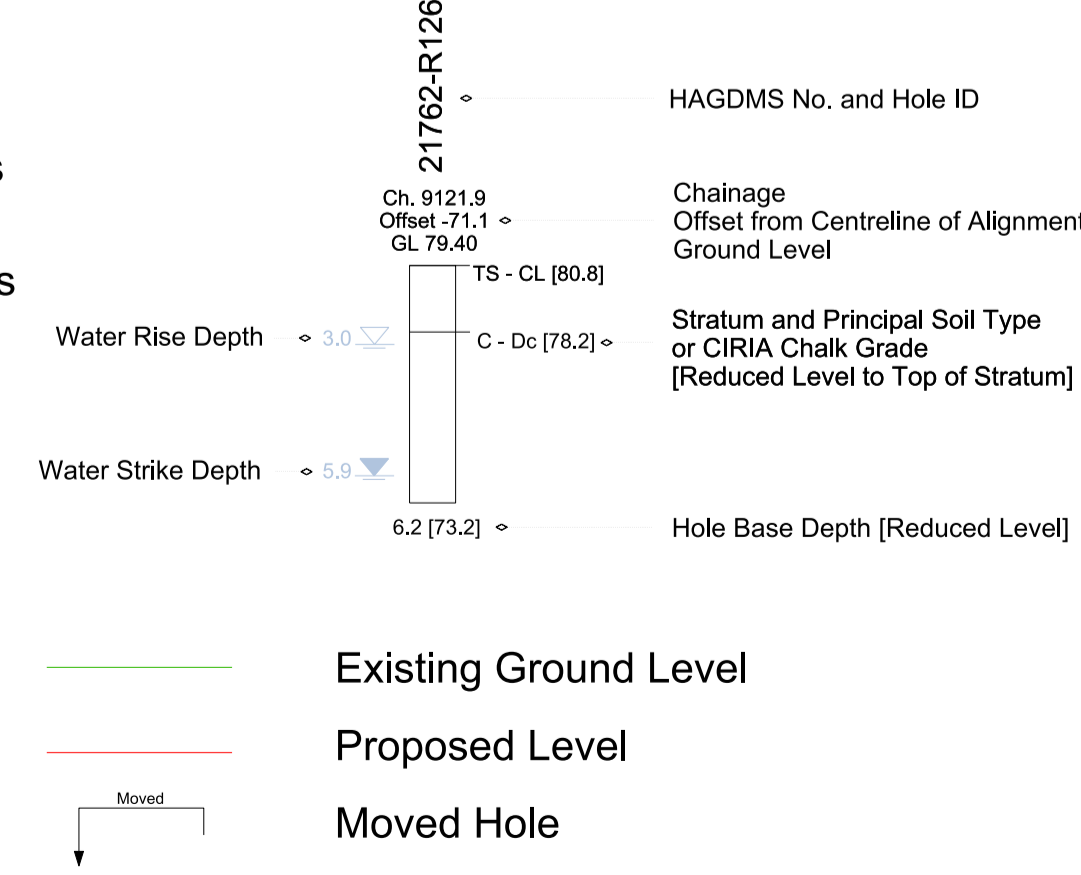 21762-R126
HAGDMS No. and Hole ID
Ch. 9121.9
Offset -71.1
GL 79.40
Chainage
Offset from Centreline of Alignment
Ground Level
TS - CL [80.8]
Water Rise Depth
3.0
C - Dc [78.2]
Stratum and Principal Soil Type
or CIRIA Chalk Grade
[Reduced Level to Top of Stratum]
Water Strike Depth
5.9
6.2 [73.2]
Hole Base Depth [Reduced Level]
Existing Ground Level
Proposed Level
Moved
Moved Hole